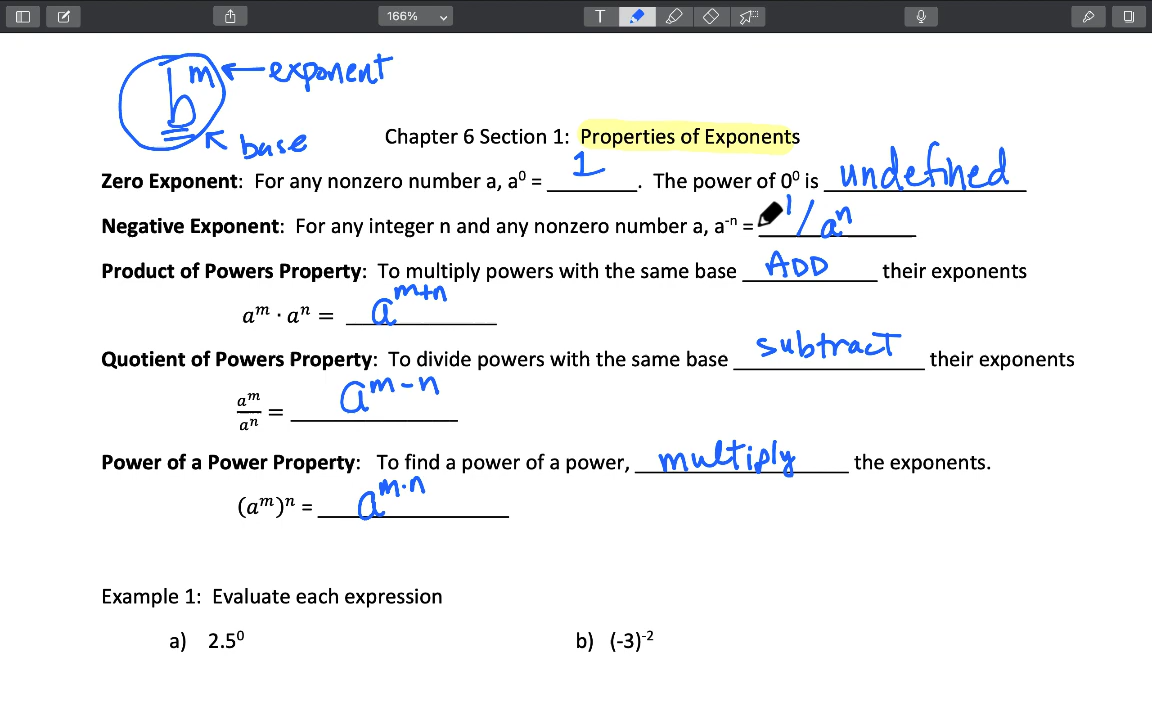 T
166%
bᵐ ← exponent
base
Chapter 6 Section 1: Properties of Exponents
Zero Exponent: For any nonzero number a, a⁰ = 1. The power of 0⁰ is undefined
Negative Exponent: For any integer n and any nonzero number a, a⁻ⁿ = 1/aⁿ
Product of Powers Property: To multiply powers with the same base ADD their exponents
aᵐ · aⁿ = aᵐ⁺ⁿ
Quotient of Powers Property: To divide powers with the same base subtract their exponents
aᵐ/aⁿ = aᵐ⁻ⁿ
Power of a Power Property: To find a power of a power, multiply the exponents.
(aᵐ)ⁿ = aᵐ·ⁿ
Example 1: Evaluate each expression
a) 2.5⁰ b) (-3)⁻²